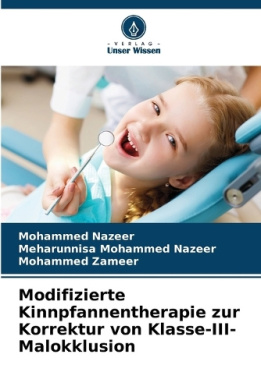 VERLAG
Unser Wissen
Mohammed Nazeer
Meharunnisa Mohammed Nazeer
Mohammed Zameer
Modifizierte
Kinnpfannentherapie zur
Korrektur von Klasse-III-
Malokklusion